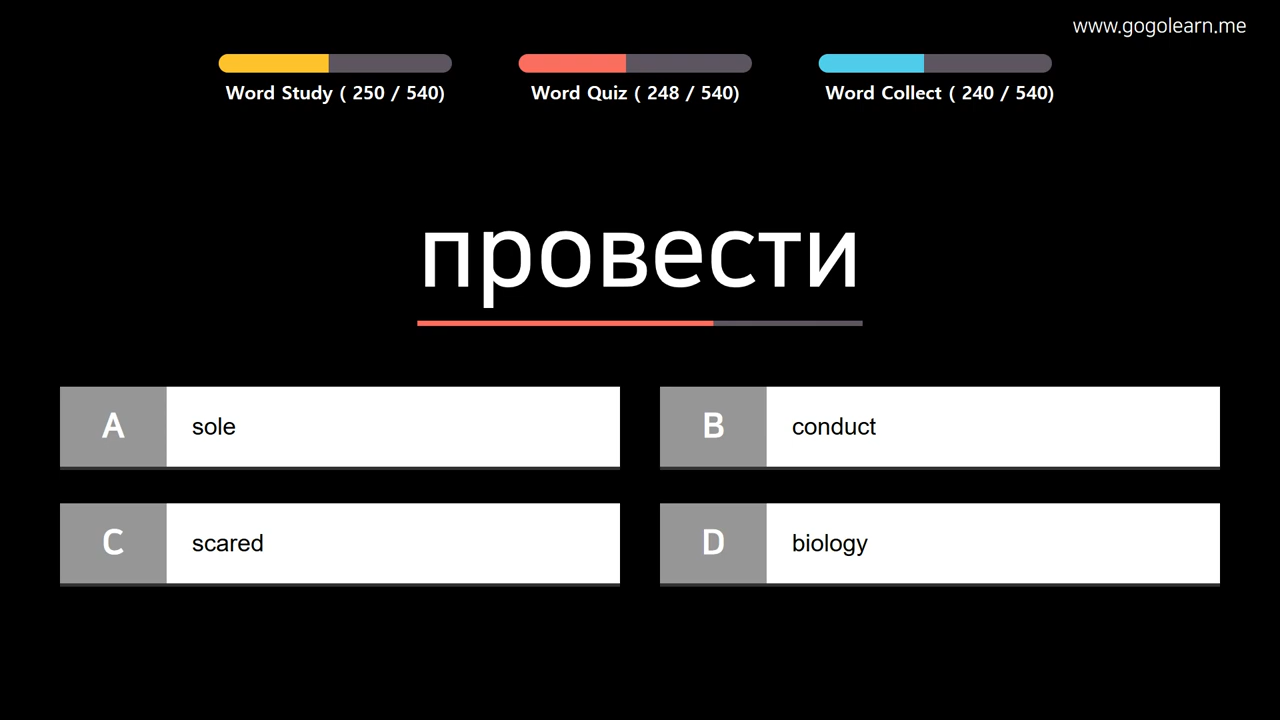 www.gogolearn.me
Word Study ( 250 / 540)
Word Quiz ( 248 / 540)
Word Collect ( 240 / 540)
провести
A sole
B conduct
C scared
D biology